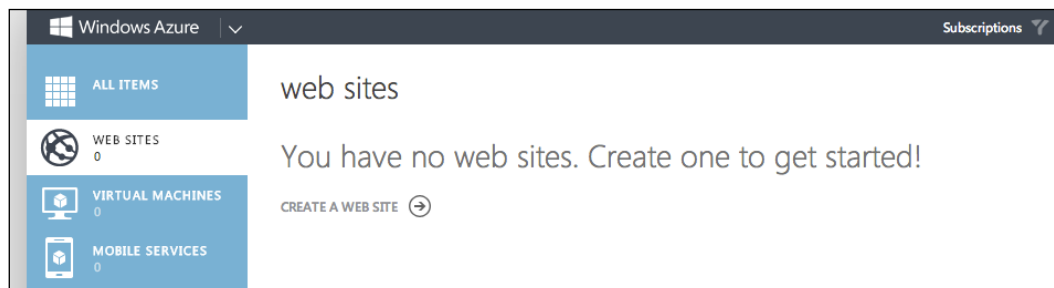 Windows Azure
Subscriptions
ALL ITEMS
web sites
WEB SITES
0
You have no web sites. Create one to get started!
VIRTUAL MACHINES
0
CREATE A WEB SITE
MOBILE SERVICES
0